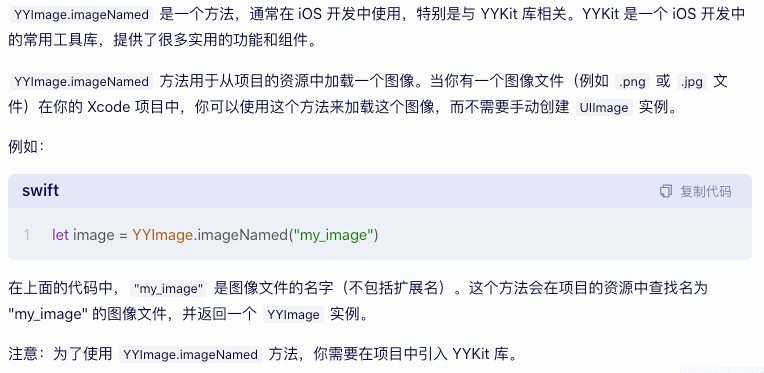 YYImage.imageNamed 是一个方法，通常在 iOS 开发中使用，特别是与 YYKit 库相关。YYKit 是一个 iOS 开发中
的常用工具库，提供了很多实用的功能和组件。
YYImage.imageNamed 方法用于从项目的资源中加载一个图像。当你有一个图像文件（例如 .png 或 .jpg 文
件）在你的 Xcode 项目中，你可以使用这个方法来加载这个图像，而不需要手动创建 UIImage 实例。
例如：
swift 复制代码
1 let image = YYImage.imageNamed("my_image")
在上面的代码中， "my_image" 是图像文件的名字（不包括扩展名）。这个方法会在项目的资源中查找名为
"my_image" 的图像文件，并返回一个 YYImage 实例。
注意：为了使用 YYImage.imageNamed 方法，你需要在项目中引入 YYKit 库。